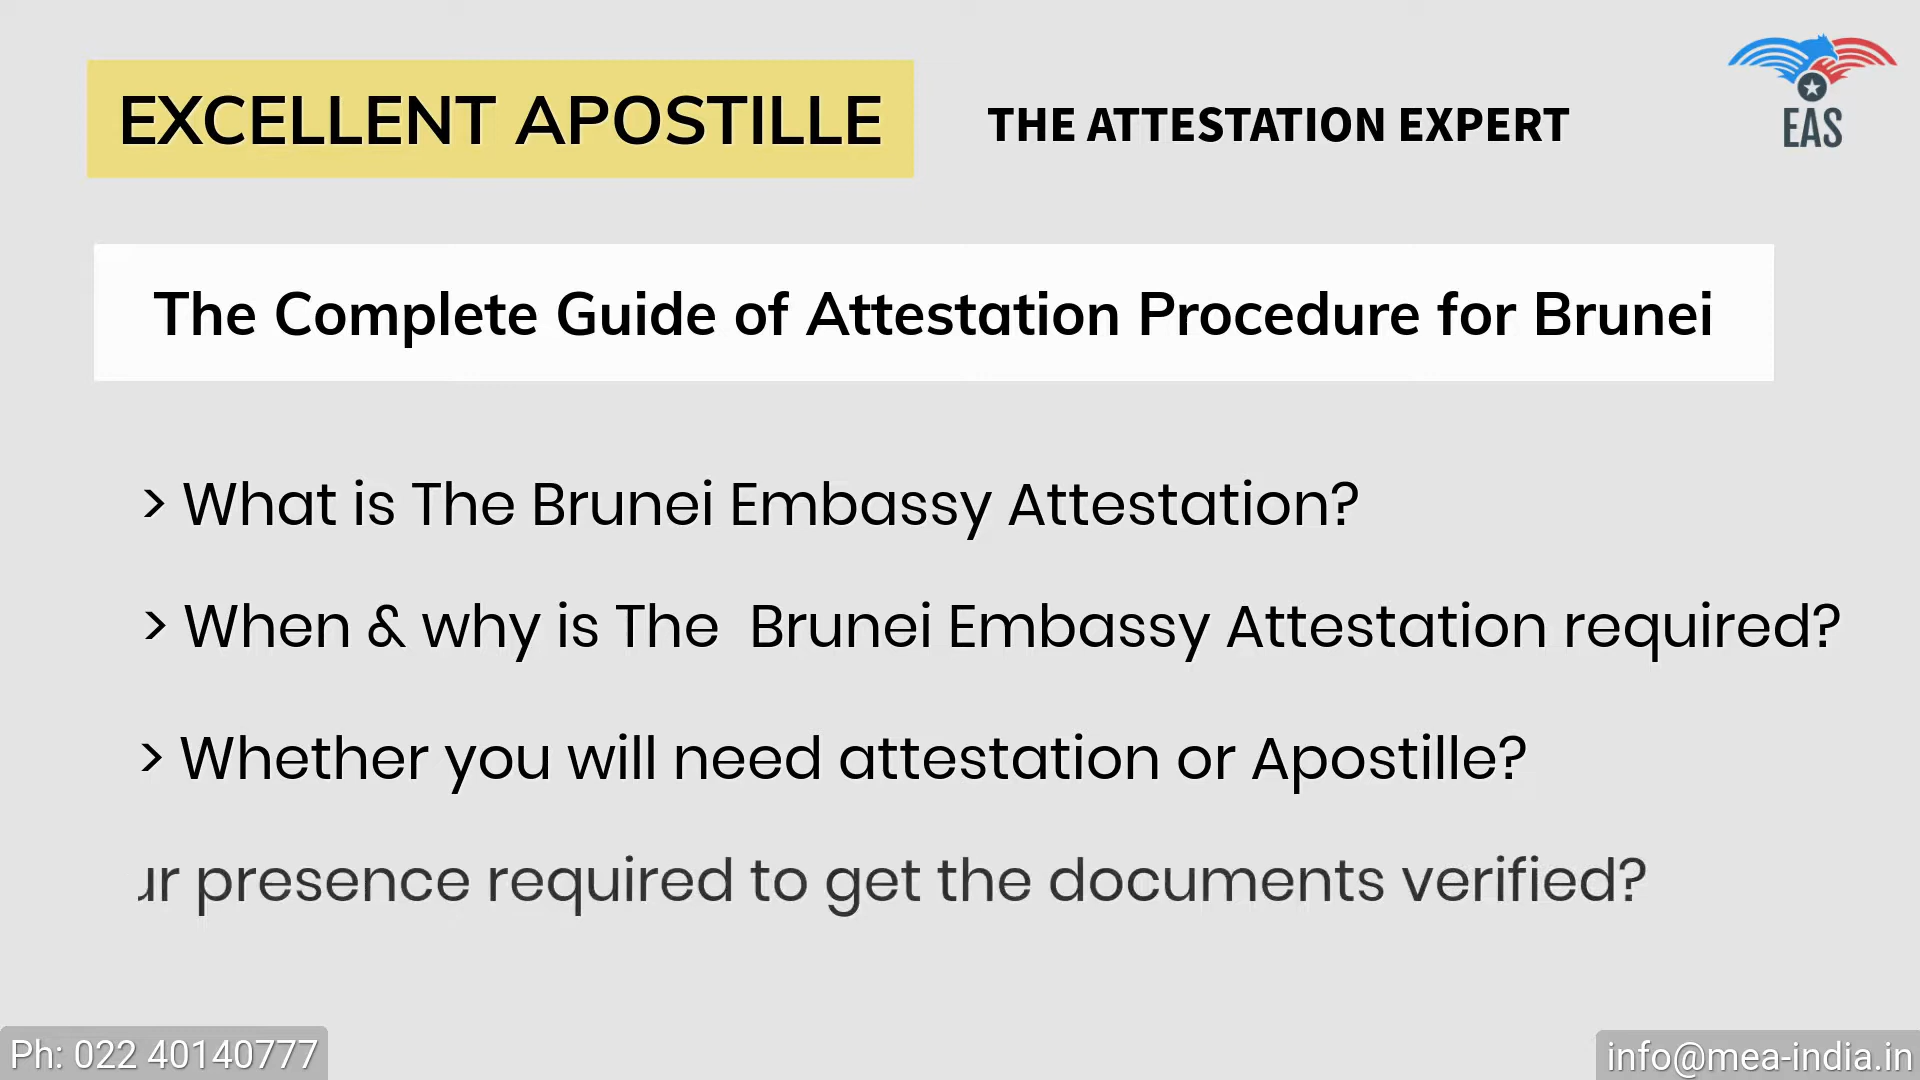 EXCELLENT APOSTILLE
THE ATTESTATION EXPERT
EAS
The Complete Guide of Attestation Procedure for Brunei
> What is The Brunei Embassy Attestation?
> When & why is The Brunei Embassy Attestation required?
> Whether you will need attestation or Apostille?
presence required to get the documents verified?
Ph: 022 40140777
info@mea-india.in